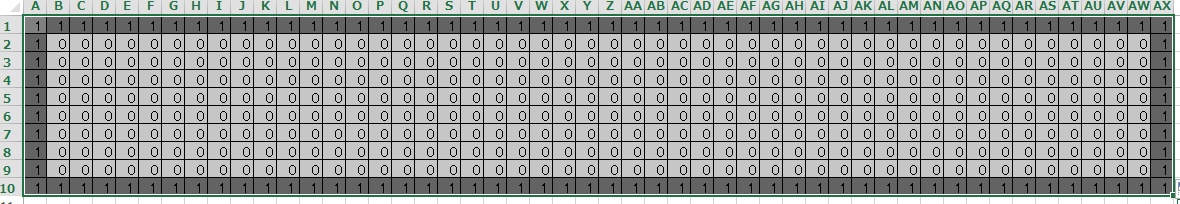 A B C D E F G H I J K L M N O P Q R S T U V W X Y Z AA AB AC AD AE AF AG AH AI AJ AK AL AM AN AO AP AQ AR AS AT AU AV AW AX
1 1 1 1 1 1 1 1 1 1 1 1 1 1 1 1 1 1 1 1 1 1 1 1 1 1 1 1 1 1 1 1 1 1 1 1 1 1 1 1 1 1 1 1 1 1 1 1 1 1 1
2 1 0 0 0 0 0 0 0 0 0 0 0 0 0 0 0 0 0 0 0 0 0 0 0 0 0 0 0 0 0 0 0 0 0 0 0 0 0 0 0 0 0 0 0 0 0 0 0 0 0 1
3 1 0 0 0 0 0 0 0 0 0 0 0 0 0 0 0 0 0 0 0 0 0 0 0 0 0 0 0 0 0 0 0 0 0 0 0 0 0 0 0 0 0 0 0 0 0 0 0 0 0 1
4 1 0 0 0 0 0 0 0 0 0 0 0 0 0 0 0 0 0 0 0 0 0 0 0 0 0 0 0 0 0 0 0 0 0 0 0 0 0 0 0 0 0 0 0 0 0 0 0 0 0 1
5 1 0 0 0 0 0 0 0 0 0 0 0 0 0 0 0 0 0 0 0 0 0 0 0 0 0 0 0 0 0 0 0 0 0 0 0 0 0 0 0 0 0 0 0 0 0 0 0 0 0 1
6 1 0 0 0 0 0 0 0 0 0 0 0 0 0 0 0 0 0 0 0 0 0 0 0 0 0 0 0 0 0 0 0 0 0 0 0 0 0 0 0 0 0 0 0 0 0 0 0 0 0 1
7 1 0 0 0 0 0 0 0 0 0 0 0 0 0 0 0 0 0 0 0 0 0 0 0 0 0 0 0 0 0 0 0 0 0 0 0 0 0 0 0 0 0 0 0 0 0 0 0 0 0 1
8 1 0 0 0 0 0 0 0 0 0 0 0 0 0 0 0 0 0 0 0 0 0 0 0 0 0 0 0 0 0 0 0 0 0 0 0 0 0 0 0 0 0 0 0 0 0 0 0 0 0 1
9 1 0 0 0 0 0 0 0 0 0 0 0 0 0 0 0 0 0 0 0 0 0 0 0 0 0 0 0 0 0 0 0 0 0 0 0 0 0 0 0 0 0 0 0 0 0 0 0 0 0 1
10 1 1 1 1 1 1 1 1 1 1 1 1 1 1 1 1 1 1 1 1 1 1 1 1 1 1 1 1 1 1 1 1 1 1 1 1 1 1 1 1 1 1 1 1 1 1 1 1 1 1